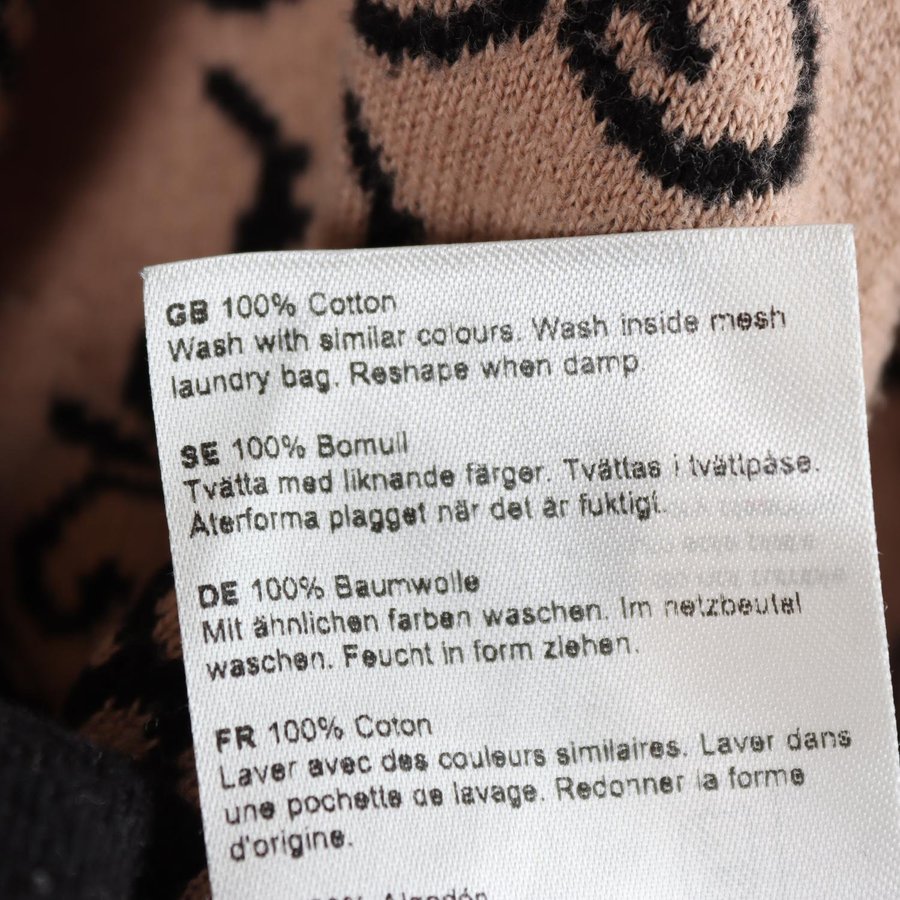 GB 100% Cotton
Wash with similar colours. Wash inside mesh
laundry bag. Reshape when damp.
SE 100% Bomull
Tvätta med liknande färger. Tvättas i tvättpåse.
Återforma plagget när det är fuktigt.
DE 100% Baumwolle
Mit ähnlichen farben waschen. Im netzbeutel
waschen. Feucht in form ziehen.
FR 100% Coton
Laver avec des couleurs similaires. Laver dans
une pochette de lavage. Redonner la forme
d'origine.
Algodón